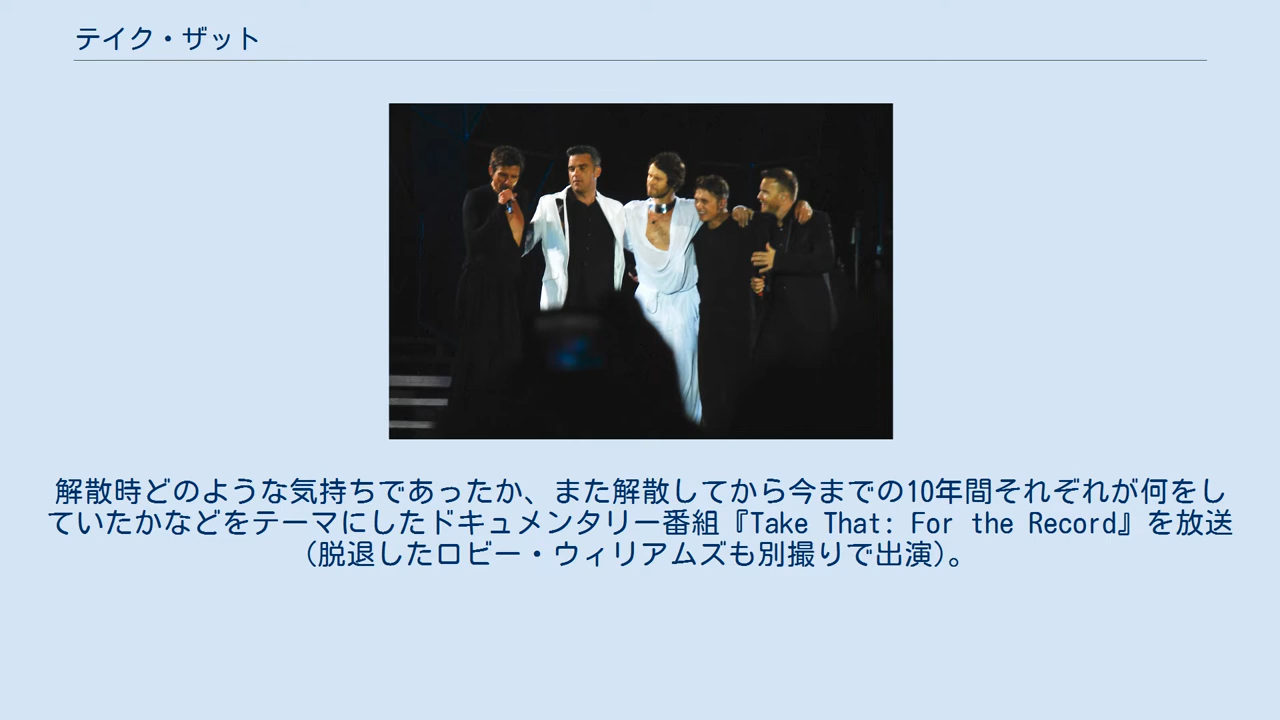 テイク・ザット
解散時どのような気持ちであったか、また解散してから今までの10年間それぞれが何をし
ていたかなどをテーマにしたドキュメンタリー番組『Take That: For the Record』を放送
（脱退したロビー・ウィリアムズも別撮りで出演）。